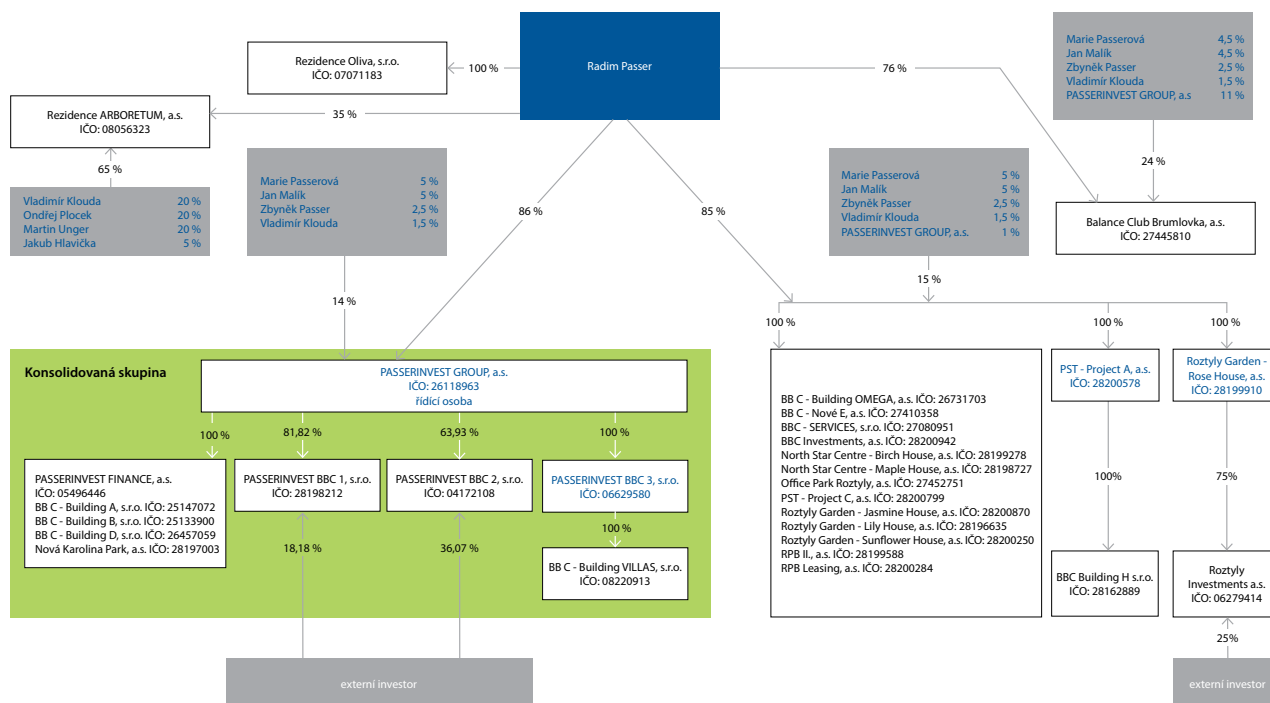 Radim Passer
Rezidence Oliva, s.r.o.
IČO: 07071183
100 %
76 %
Marie Passerová 4,5 %
Jan Malík 4,5 %
Zbyněk Passer 2,5 %
Vladimír Klouda 1,5 %
PASSERINVEST GROUP, a.s 11 %
Rezidence ARBORETUM, a.s.
IČO: 08056323
35 %
65 %
24 %
Vladimír Klouda 20 %
Ondřej Plocek 20 %
Martin Unger 20 %
Jakub Hlavička 5 %
Marie Passerová 5 %
Jan Malík 5 %
Zbyněk Passer 2,5 %
Vladimír Klouda 1,5 %
86 %
85 %
Marie Passerová 5 %
Jan Malík 5 %
Zbyněk Passer 2,5 %
Vladimír Klouda 1,5 %
PASSERINVEST GROUP, a.s. 1 %
Balance Club Brumlovka, a.s.
IČO: 27445810
14 %
15 %
100 %
100 %
100 %
Konsolidovaná skupina
PASSERINVEST GROUP, a.s.
IČO: 26118963
řídící osoba
100 %
81,82 %
63,93 %
100 %
PASSERINVEST FINANCE, a.s.
IČO: 05496446
BB C - Building A, s.r.o. IČO: 25147072
BB C - Building B, s.r.o. IČO: 25133900
BB C - Building D, s.r.o. IČO: 26457059
Nová Karolina Park, a.s. IČO: 28197003
PASSERINVEST BBC 1, s.r.o.
IČO: 28198212
PASSERINVEST BBC 2, s.r.o.
IČO: 04172108
PASSERINVEST BBC 3, s.r.o.
IČO: 06629580
18,18 %
36,07 %
100 %
BB C - Building VILLAS, s.r.o.
IČO: 08220913
externí investor
BB C - Building OMEGA, a.s. IČO: 26731703
BB C - Nové E, a.s. IČO: 27410358
BBC - SERVICES, s.r.o. IČO: 27080951
BBC Investments, a.s. IČO: 28200942
North Star Centre - Birch House, a.s. IČO: 28199278
North Star Centre - Maple House, a.s. IČO: 28198727
Office Park Roztyly, a.s. IČO: 27452751
PST - Project C, a.s. IČO: 28200799
Roztyly Garden - Jasmine House, a.s. IČO: 28200870
Roztyly Garden - Lily House, a.s. IČO: 28196635
Roztyly Garden - Sunflower House, a.s. IČO: 28200250
RPB II., a.s. IČO: 28199588
RPB Leasing, a.s. IČO: 28200284
PST - Project A, a.s.
IČO: 28200578
100%
BBC Building H s.r.o.
IČO: 28162889
Roztyly Garden -
Rose House, a.s.
IČO: 28199910
75%
Roztyly
Investments a.s.
IČO: 06279414
25%
externí investor